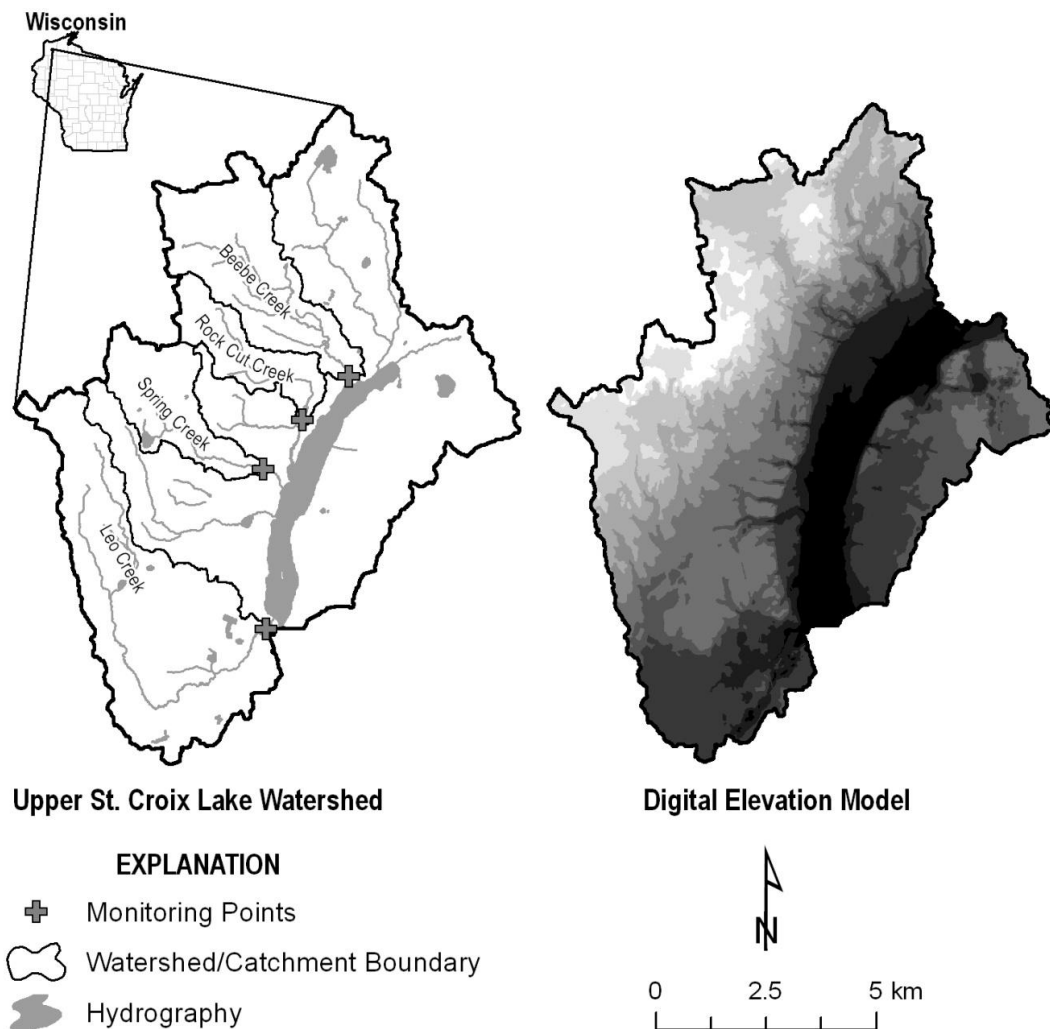 Wisconsin
Beebe Creek
Rock Cut Creek
Spring Creek
Leo Creek
Upper St. Croix Lake Watershed
Digital Elevation Model
EXPLANATION
Monitoring Points
Watershed/Catchment Boundary
Hydrography
N
0 2.5 5 km